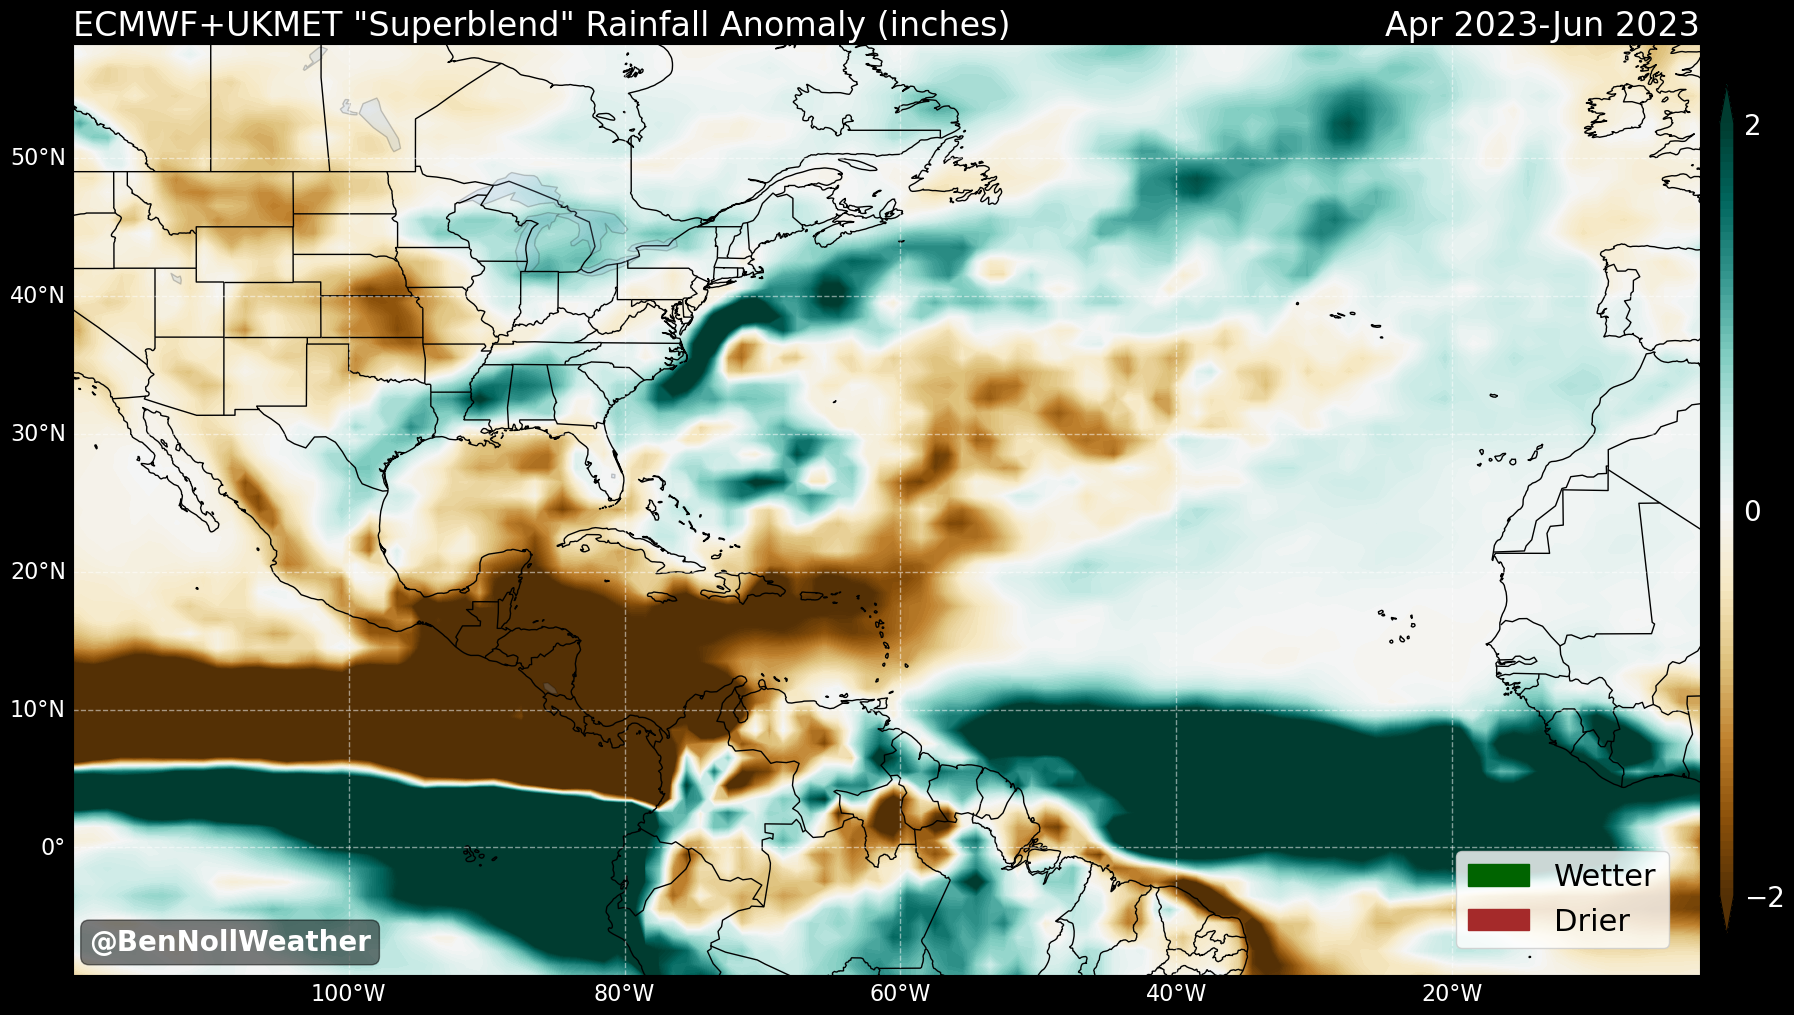 ECMWF+UKMET "Superblend" Rainfall Anomaly (inches)
Apr 2023-Jun 2023
50°N
40°N
30°N
20°N
10°N
0°
100°W
80°W
60°W
40°W
20°W
2
0
−2
Wetter
Drier
@BenNollWeather